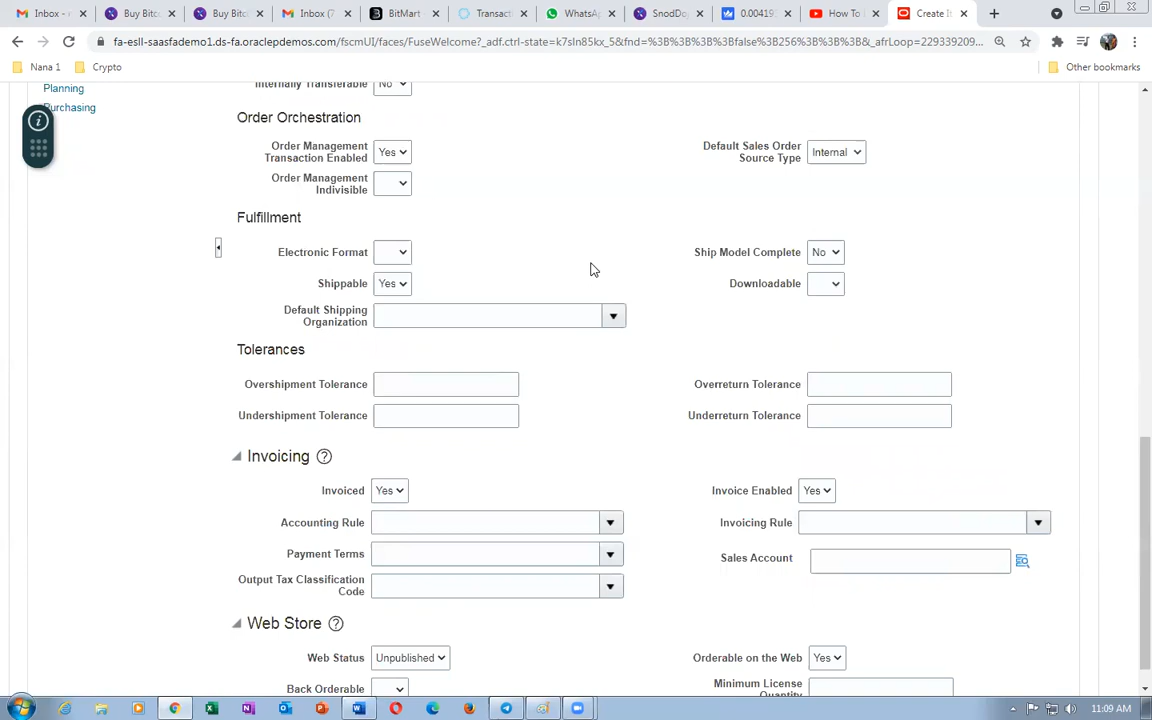 Inbox -
Buy Bitc
Buy Bitc
Inbox (7
BitMart
Transact
WhatsA
SnodDo
0.00419
How To
Create It
fa-esll-saasfademo1.ds-fa.oraclepdemos.com/fscmUI/faces/FuseWelcome?_adf.ctrl-state=k7sln85kx_5&fnd=%3B%3B%3B%3Bfalse%3B256%3B%3B%3B&_afrLoop=229339209...
Nana 1
Crypto
Other bookmarks
Planning
Purchasing
Internally Transferable No
Order Orchestration
Order Management Transaction Enabled Yes
Default Sales Order Source Type Internal
Order Management Indivisible
Fulfillment
Electronic Format
Ship Model Complete No
Shippable Yes
Downloadable
Default Shipping Organization
Tolerances
Overshipment Tolerance
Overreturn Tolerance
Undershipment Tolerance
Underreturn Tolerance
Invoicing ?
Invoiced Yes
Invoice Enabled Yes
Accounting Rule
Invoicing Rule
Payment Terms
Sales Account
Output Tax Classification Code
Web Store ?
Web Status Unpublished
Orderable on the Web Yes
Back Orderable
Minimum License Quantity
11:09 AM